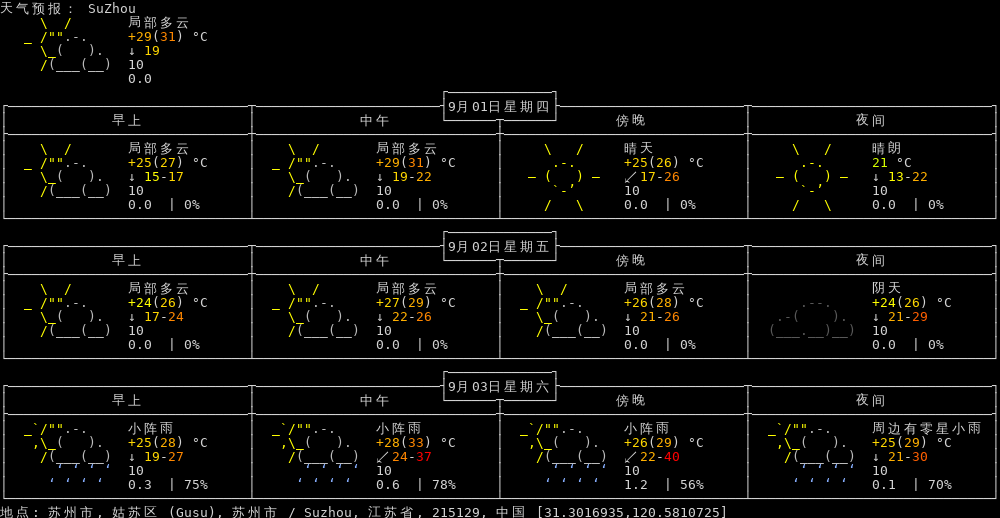 天气预报: SuZhou
局部多云
+29(31) °C
↓ 19
10
0.0
9月01日星期四
早上 中午 傍晚 夜间
局部多云 局部多云 晴天 晴朗
+25(27) °C +29(31) °C +25(26) °C 21 °C
↓ 15-17 ↓ 19-22 ↙ 17-26 ↓ 13-22
10 10 10 10
0.0 | 0% 0.0 | 0% 0.0 | 0% 0.0 | 0%
9月02日星期五
早上 中午 傍晚 夜间
局部多云 局部多云 局部多云 阴天
+24(26) °C +27(29) °C +26(28) °C +24(26) °C
↓ 17-24 ↓ 22-26 ↓ 21-26 ↓ 21-29
10 10 10 10
0.0 | 0% 0.0 | 0% 0.0 | 0% 0.0 | 0%
9月03日星期六
早上 中午 傍晚 夜间
小阵雨 小阵雨 小阵雨 周边有零星小雨
+25(28) °C +28(33) °C +26(29) °C +25(29) °C
↓ 19-27 ↙ 24-37 ↙ 22-40 ↓ 21-30
10 10 10 10
0.3 | 75% 0.6 | 78% 1.2 | 56% 0.1 | 70%
地点: 苏州市, 姑苏区 (Gusu), 苏州市 / Suzhou, 江苏省, 215129, 中国 [31.3016935,120.5810725]